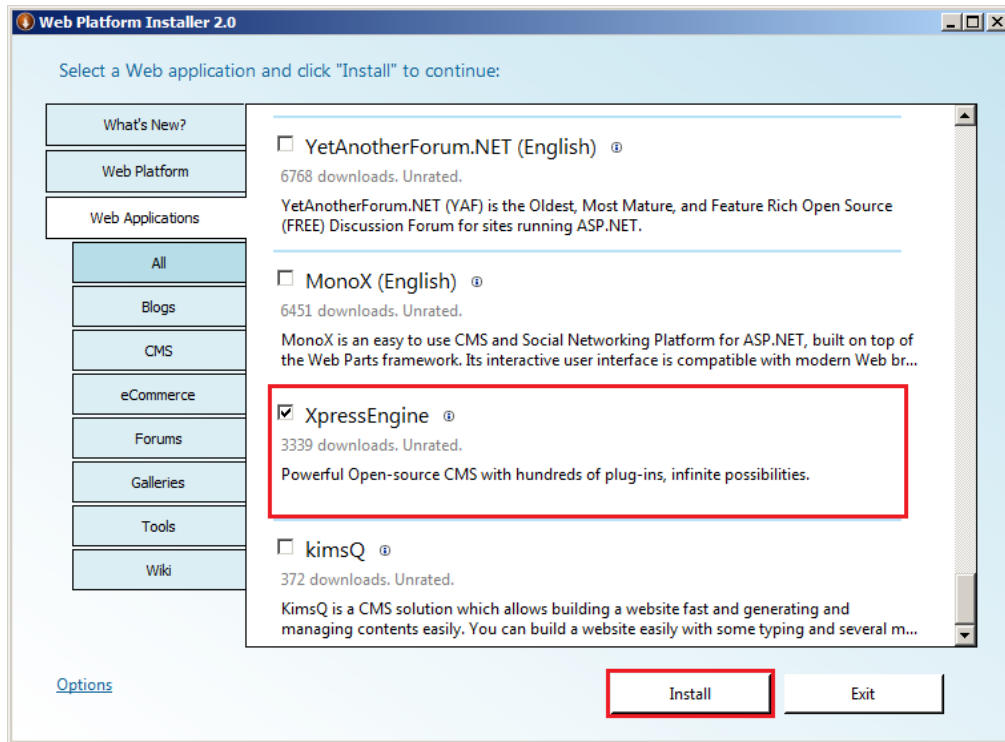 Web Platform Installer 2.0
Select a Web application and click "Install" to continue:
What's New?
Web Platform
Web Applications
All
Blogs
CMS
eCommerce
Forums
Galleries
Tools
Wiki
YetAnotherForum.NET (English)
6768 downloads. Unrated.
YetAnotherForum.NET (YAF) is the Oldest, Most Mature, and Feature Rich Open Source
(FREE) Discussion Forum for sites running ASP.NET.
MonoX (English)
6451 downloads. Unrated.
MonoX is an easy to use CMS and Social Networking Platform for ASP.NET, built on top of
the Web Parts framework. Its interactive user interface is compatible with modern Web br...
XpressEngine
3339 downloads. Unrated.
Powerful Open-source CMS with hundreds of plug-ins, infinite possibilities.
kimsQ
372 downloads. Unrated.
KimsQ is a CMS solution which allows building a website fast and generating and
managing contents easily. You can build a website easily with some typing and several m...
Options
Install
Exit